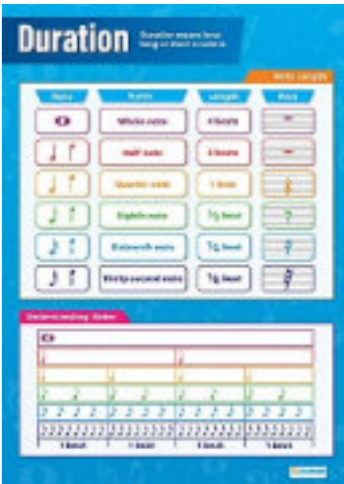 Duration
Duration means how
long or short a note is.
Note Length
Note Name Length Rest
Whole note 4 beats
Half note 2 beats
Quarter note 1 beat
Eighth note ½ beat
Sixteenth note ¼ beat
Thirty-second note ⅛ beat
Understanding Notes
1 beat 1 beat 1 beat 1 beat